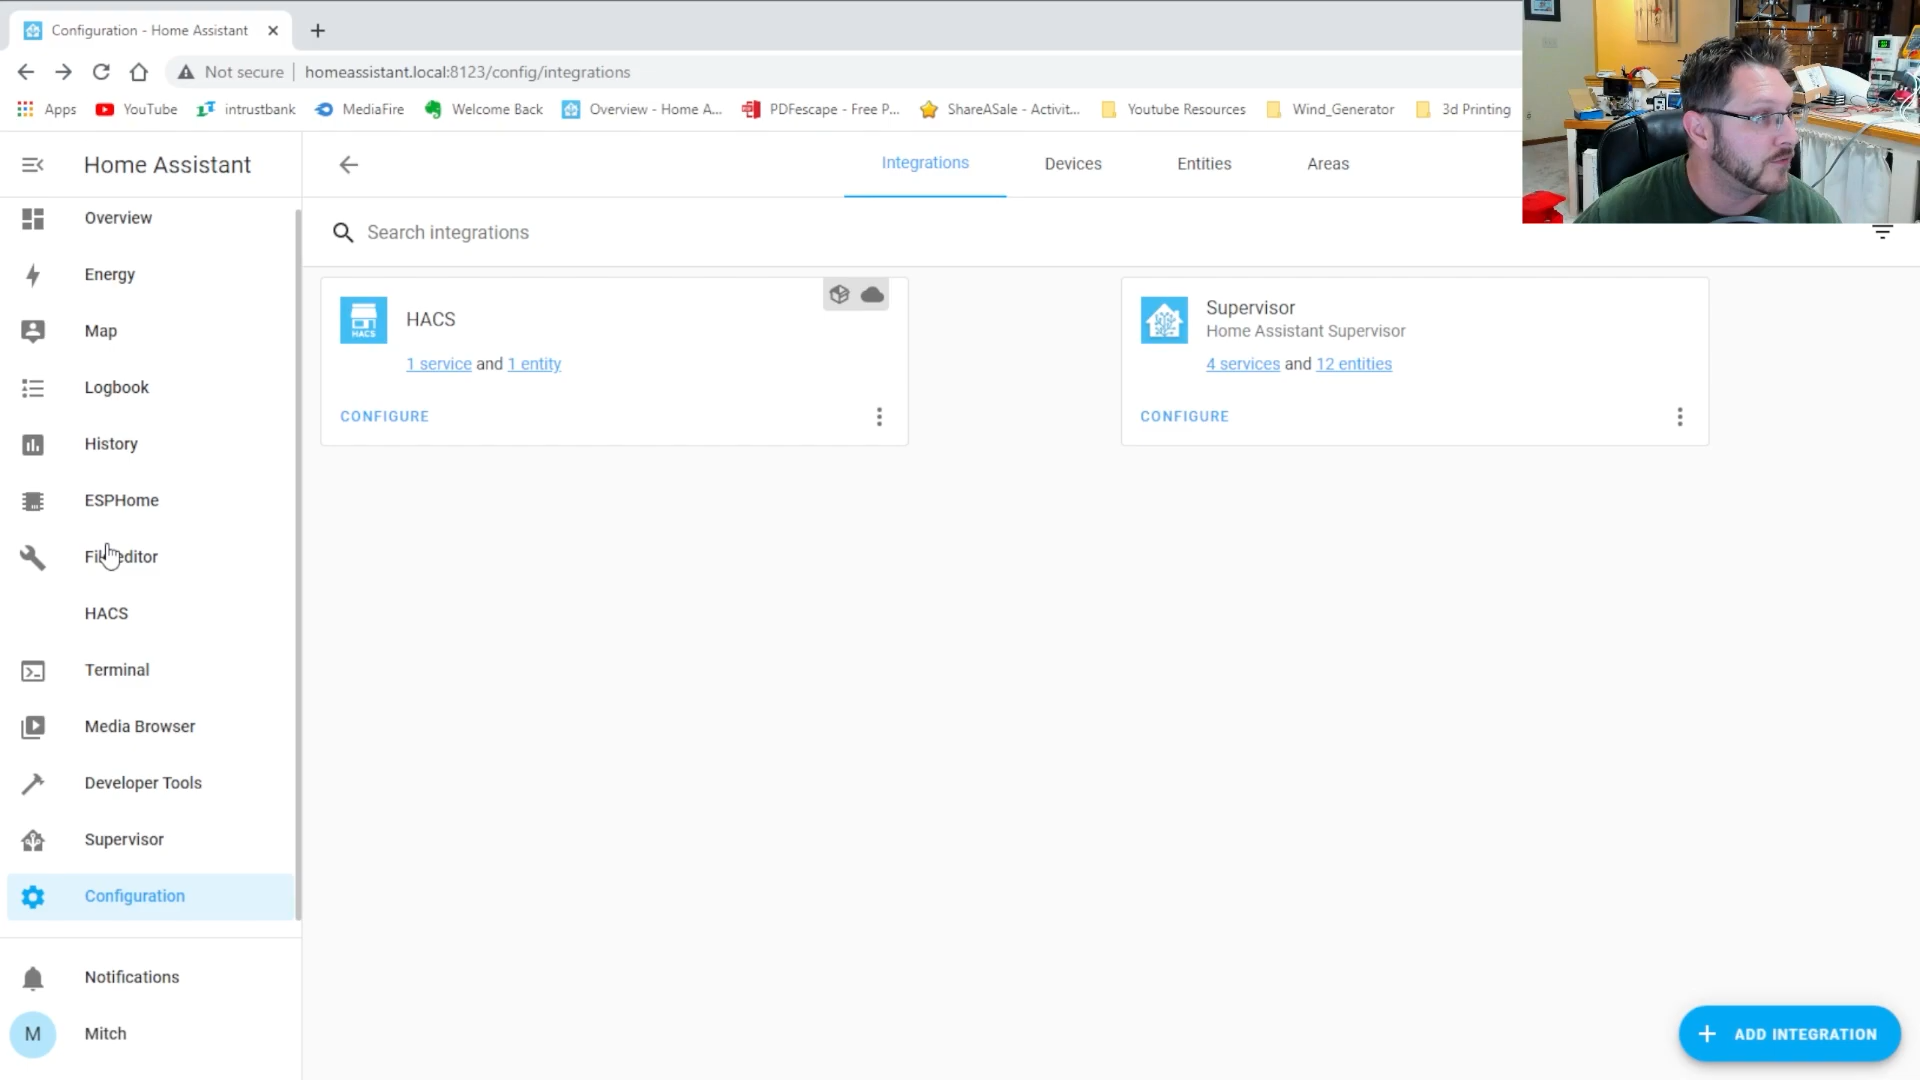 Configuration - Home Assistant
Not secure homeassistant.local:8123/config/integrations
Apps YouTube intrustbank MediaFire Welcome Back Overview - Home A... PDFescape - Free P... ShareASale - Activit... Youtube Resources Wind_Generator 3d Printing
Home Assistant
Integrations Devices Entities Areas
Search integrations
Overview
Energy
Map
Logbook
History
ESPHome
File editor
HACS
Terminal
Media Browser
Developer Tools
Supervisor
Configuration
Notifications
M Mitch
HACS
HACS
1 service and 1 entity
CONFIGURE
Supervisor
Home Assistant Supervisor
4 services and 12 entities
CONFIGURE
ADD INTEGRATION